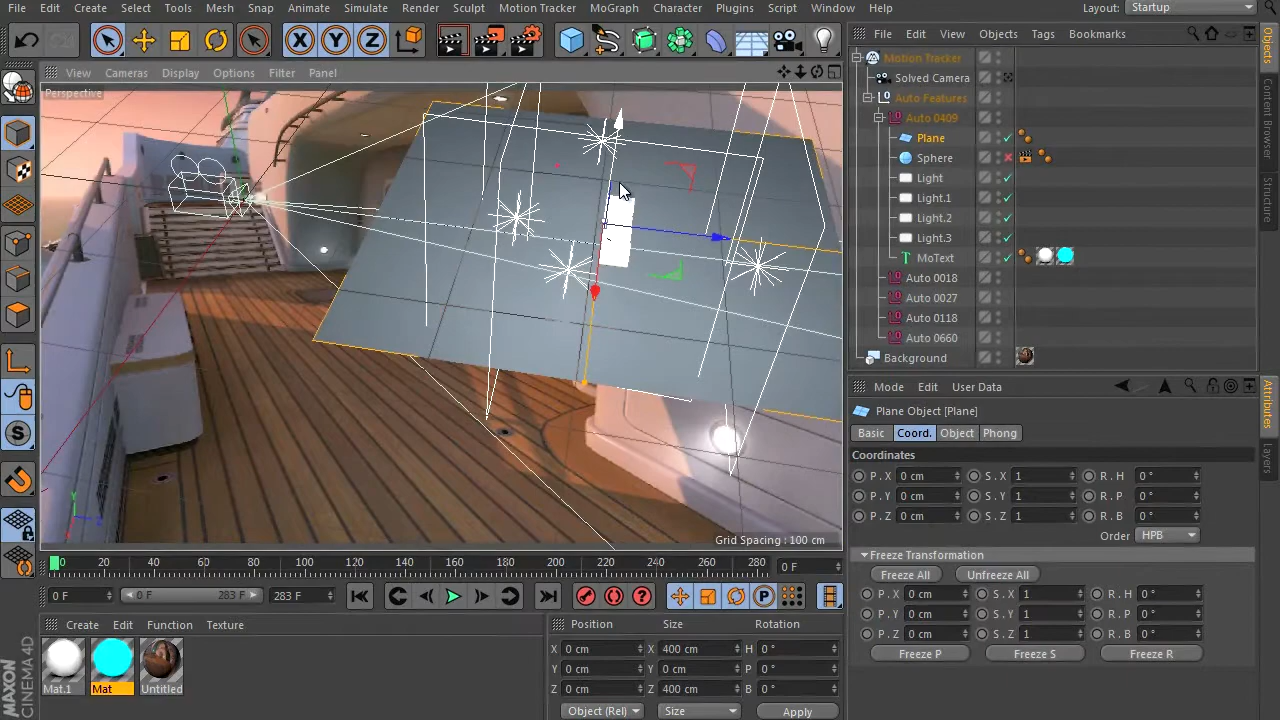 File Edit Create Select Tools Mesh Snap Animate Simulate Render Sculpt Motion Tracker MoGraph Character Plugins Script Window Help Layout: Startup
View Cameras Display Options Filter Panel
Perspective
Grid Spacing : 100 cm
File Edit View Objects Tags Bookmarks
Motion Tracker
Solved Camera
Auto Features
Auto 0409
Plane
Sphere
Light
Light.1
Light.2
Light.3
MoText
Auto 0018
Auto 0027
Auto 0118
Auto 0660
Background
Objects
Content Browser
Structure
Mode Edit User Data
Plane Object [Plane]
Basic Coord. Object Phong
Coordinates
P . X 0 cm S . X 1 R . H 0 °
P . Y 0 cm S . Y 1 R . P 0 °
P . Z 0 cm S . Z 1 R . B 0 °
Order HPB
Freeze Transformation
Freeze All Unfreeze All
P . X 0 cm S . X 1 R . H 0 °
P . Y 0 cm S . Y 1 R . P 0 °
P . Z 0 cm S . Z 1 R . B 0 °
Freeze P Freeze S Freeze R
Attributes
Layers
0 20 40 60 80 100 120 140 160 180 200 220 240 260 280 0 F
0 F 0 F 283 F 283 F
Create Edit Function Texture
Mat.1 Mat Untitled
Position Size Rotation
X 0 cm X 400 cm H 0 °
Y 0 cm Y 0 cm P 0 °
Z 0 cm Z 400 cm B 0 °
Object (Rel) Size Apply
MAXON
CINEMA 4D